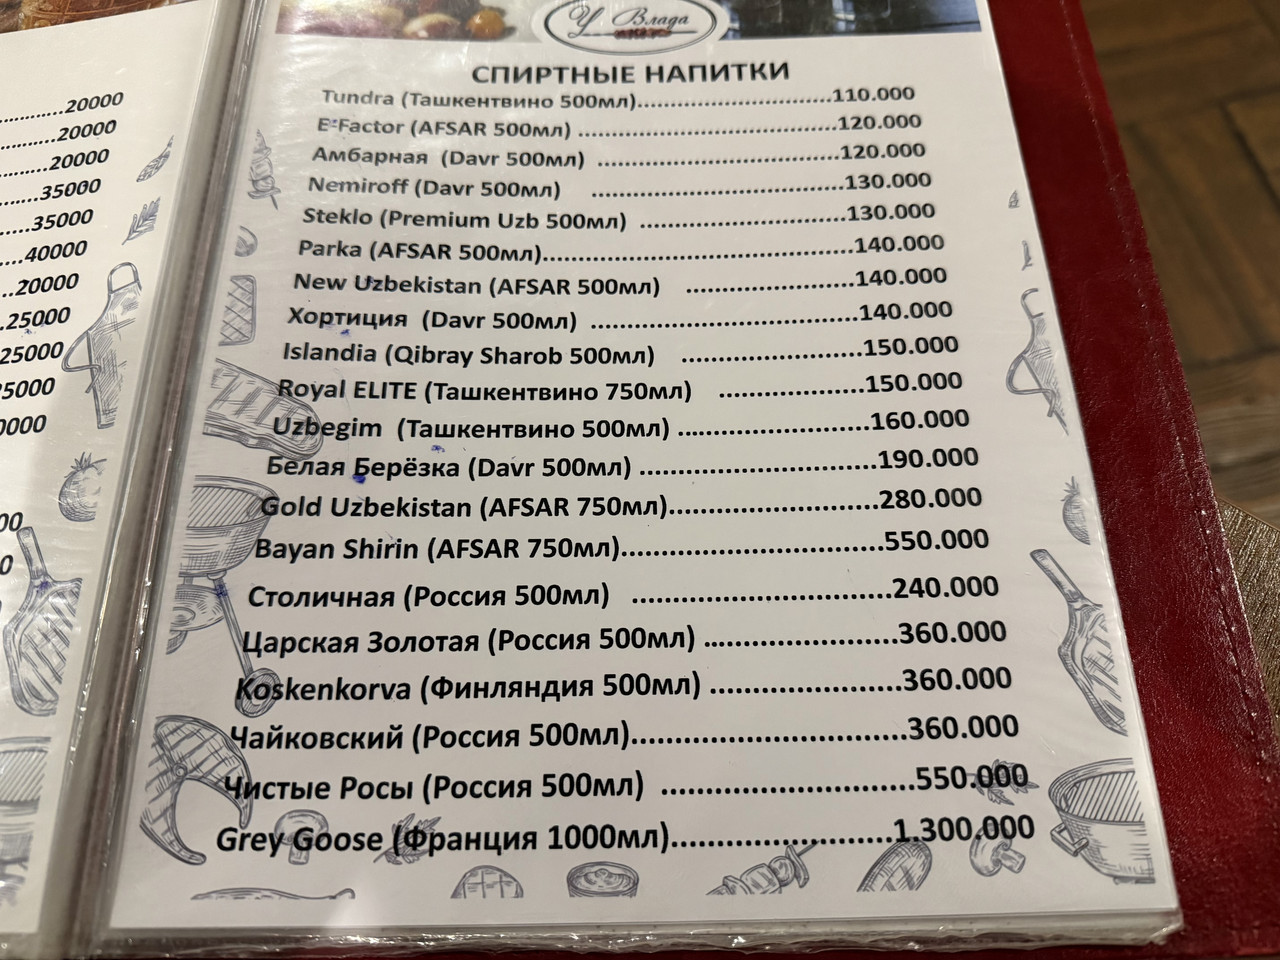 ............20000
............20000
.........20000
.......35000
......35000
....40000
..20000
.25000
25000
5000
0000
00
0
У Влада
СПИРТНЫЕ НАПИТКИ
Tundra (Ташкентвино 500мл)..............................110.000
E-Factor (AFSAR 500мл) .......................................120.000
Амбарная (Davr 500мл) .....................................120.000
Nemiroff (Davr 500мл) ......................................130.000
Steklo (Premium Uzb 500мл) ...............................130.000
Parka (AFSAR 500мл)..............................................140.000
New Uzbekistan (AFSAR 500мл) .........................140.000
Хортиция (Davr 500мл) .......................................140.000
Islandia (Qibray Sharob 500мл) ..........................150.000
Royal ELITE (Ташкентвино 750мл) .....................150.000
Uzbegim (Ташкентвино 500мл) ...........................160.000
Белая Берёзка (Davr 500мл) ................................190.000
Gold Uzbekistan (AFSAR 750мл)............................280.000
Bayan Shirin (AFSAR 750мл)..................................550.000
Столичная (Россия 500мл) ................................240.000
Царская Золотая (Россия 500мл) .......................360.000
Koskenkorva (Финляндия 500мл) .......................360.000
Чайковский (Россия 500мл).................................360.000
Чистые Росы (Россия 500мл) ..............................550.000
Grey Goose (Франция 1000мл)..........................1.300.000